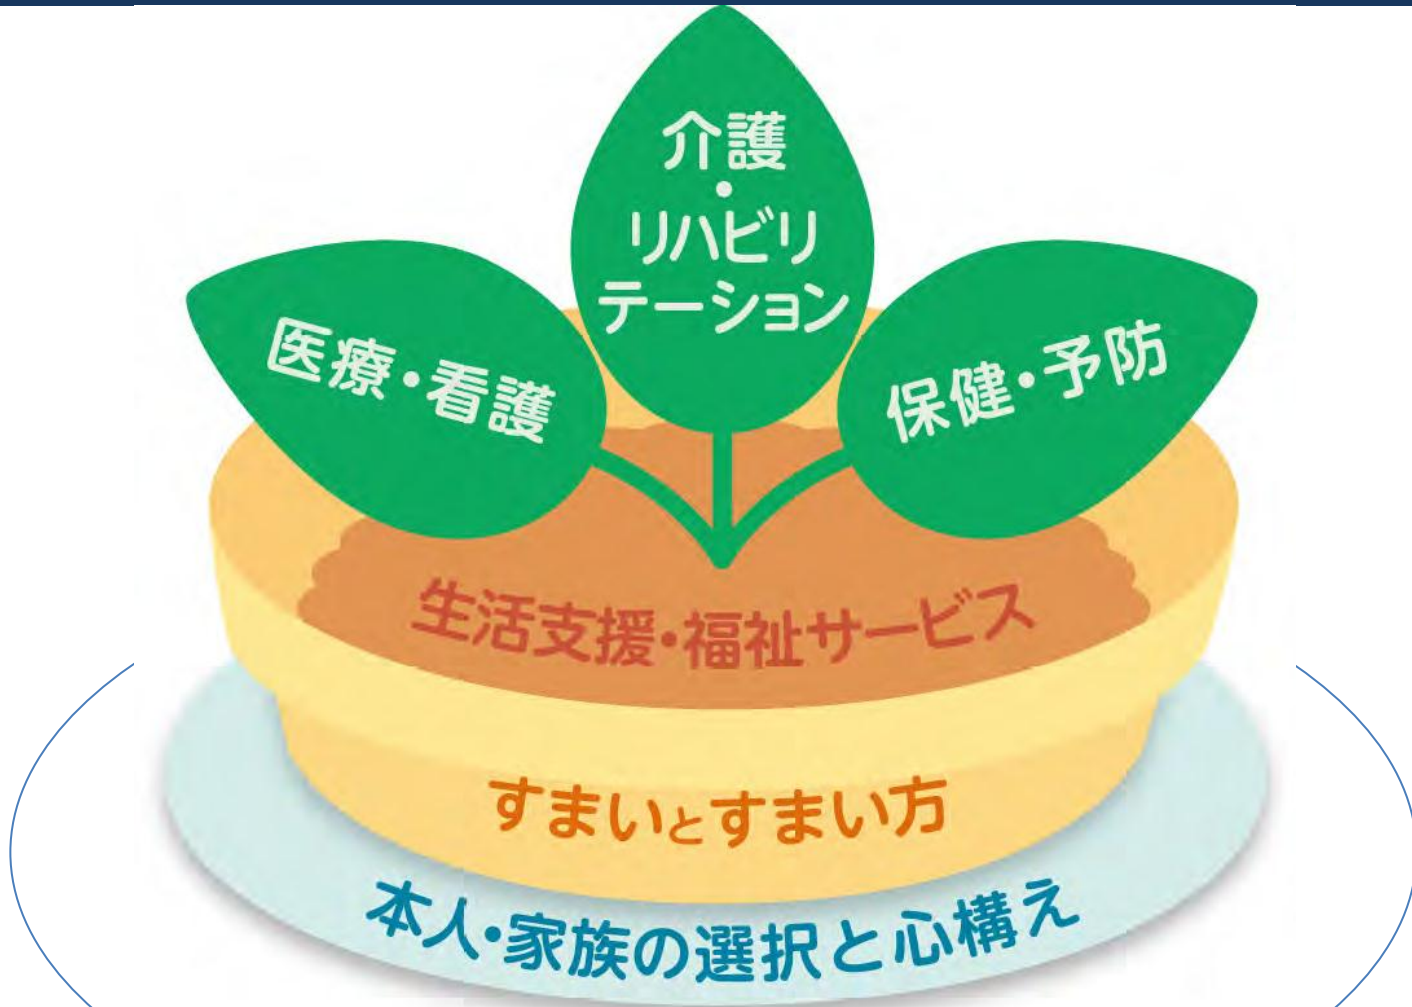 介護
・
リハビリ
テーション
医療・看護
保健・予防
生活支援・福祉サービス
すまいとすまい方
本人・家族の選択と心構え